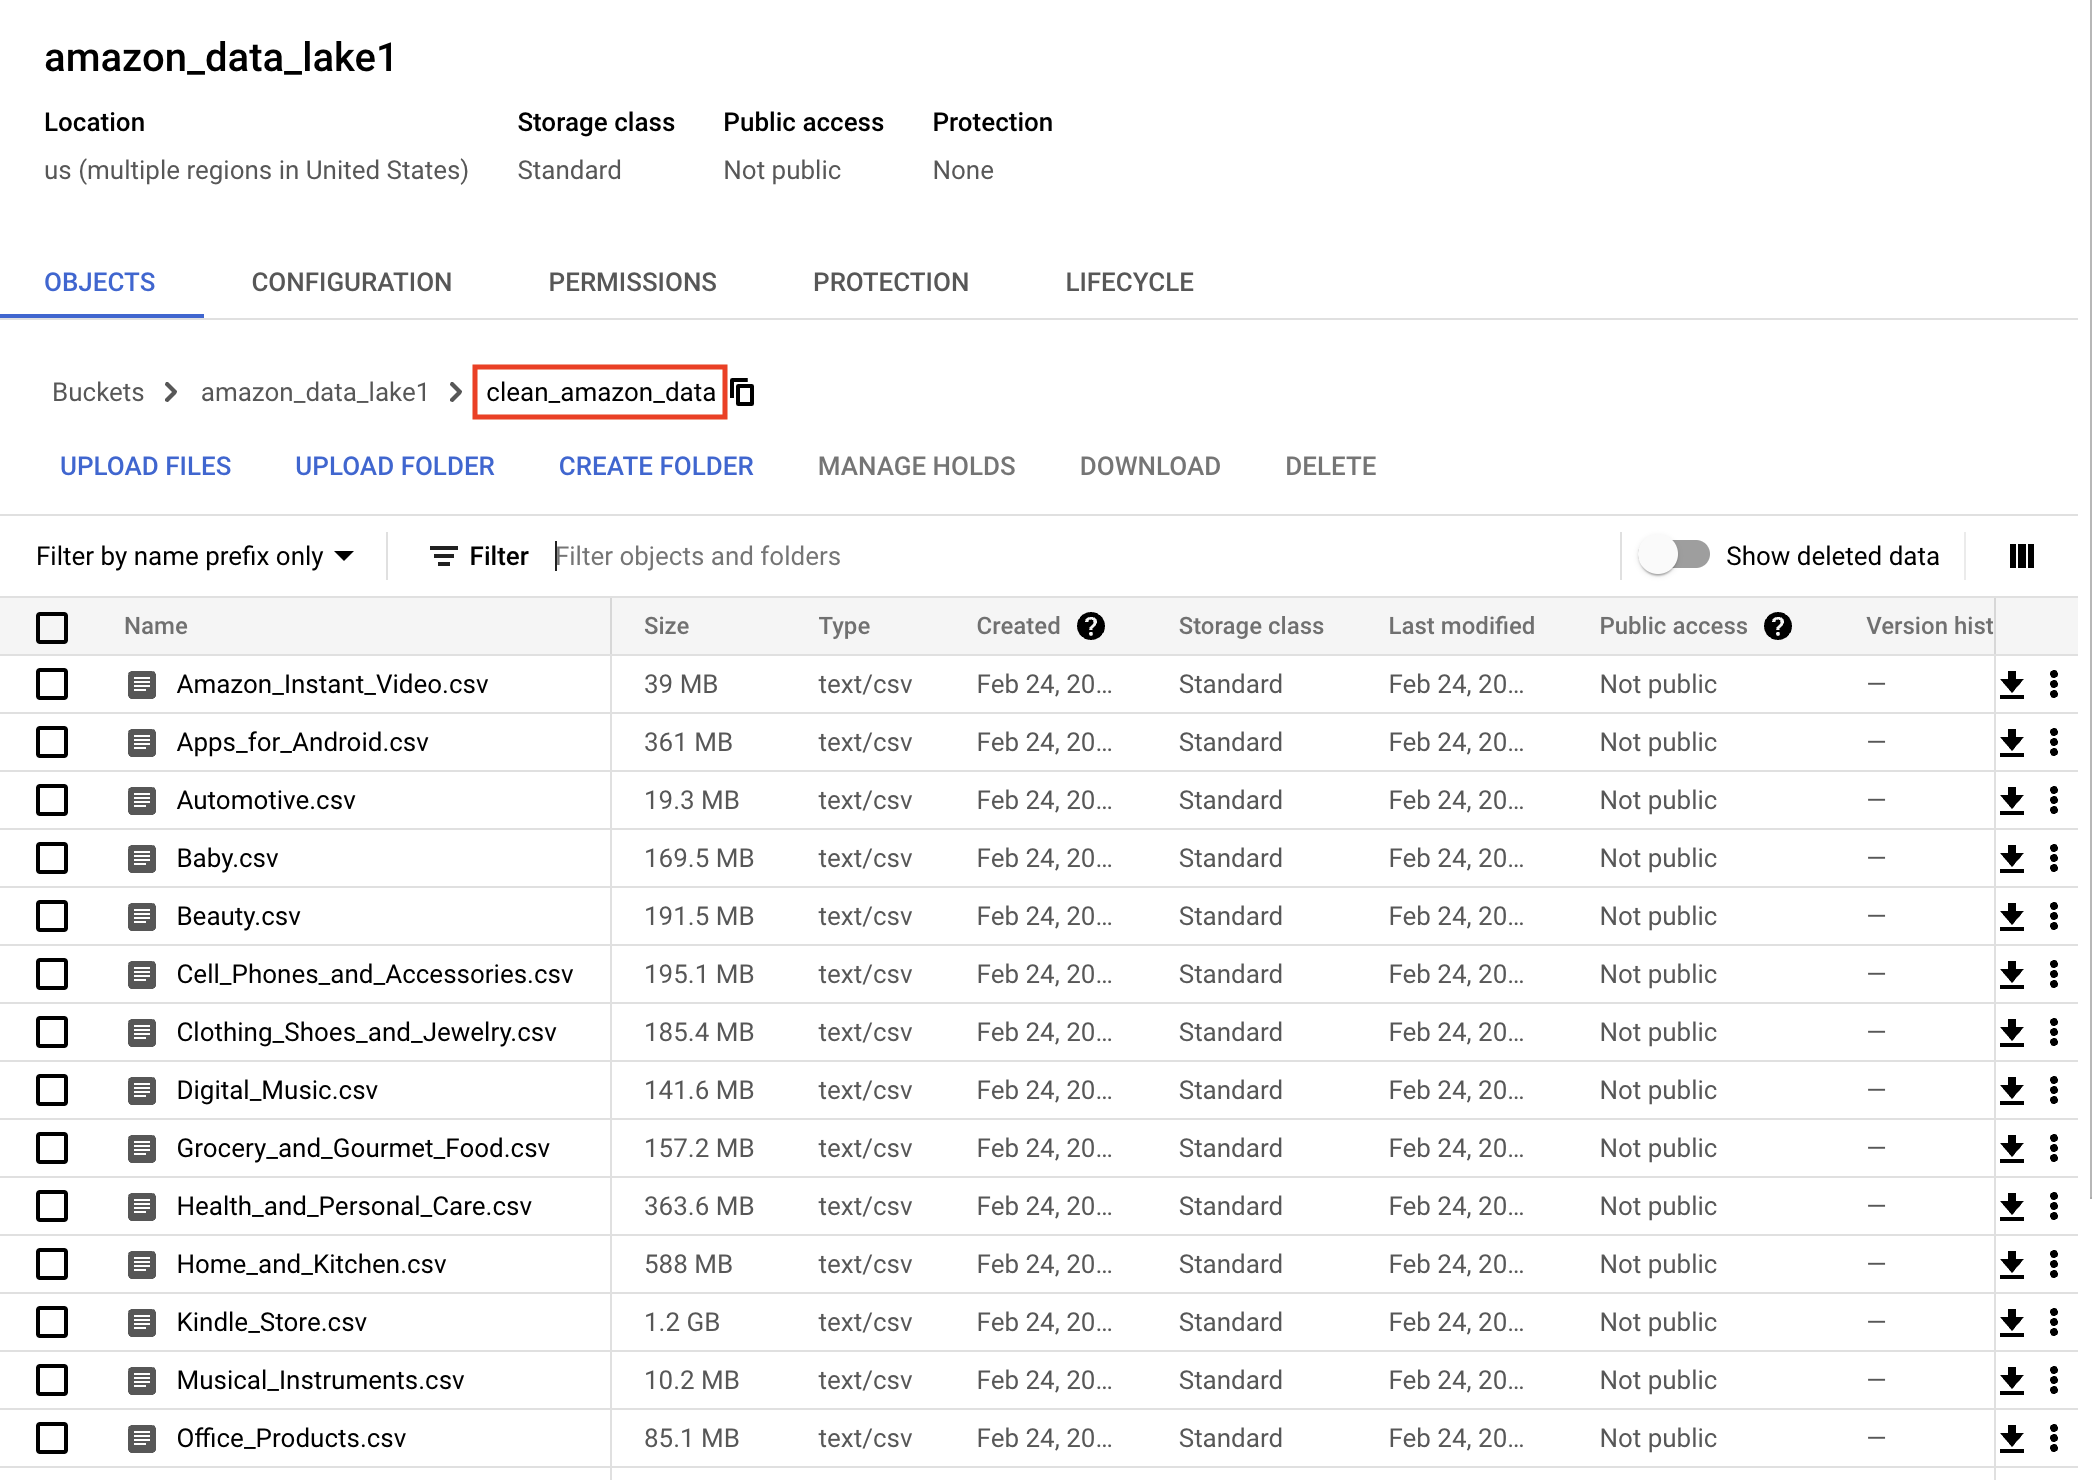 amazon_data_lake1
Location Storage class Public access Protection
us (multiple regions in United States) Standard Not public None
OBJECTS CONFIGURATION PERMISSIONS PROTECTION LIFECYCLE
Buckets > amazon_data_lake1 > clean_amazon_data
UPLOAD FILES UPLOAD FOLDER CREATE FOLDER MANAGE HOLDS DOWNLOAD DELETE
Filter by name prefix only Filter Filter objects and folders Show deleted data
Name Size Type Created ? Storage class Last modified Public access ? Version hist
Amazon_Instant_Video.csv 39 MB text/csv Feb 24, 20... Standard Feb 24, 20... Not public —
Apps_for_Android.csv 361 MB text/csv Feb 24, 20... Standard Feb 24, 20... Not public —
Automotive.csv 19.3 MB text/csv Feb 24, 20... Standard Feb 24, 20... Not public —
Baby.csv 169.5 MB text/csv Feb 24, 20... Standard Feb 24, 20... Not public —
Beauty.csv 191.5 MB text/csv Feb 24, 20... Standard Feb 24, 20... Not public —
Cell_Phones_and_Accessories.csv 195.1 MB text/csv Feb 24, 20... Standard Feb 24, 20... Not public —
Clothing_Shoes_and_Jewelry.csv 185.4 MB text/csv Feb 24, 20... Standard Feb 24, 20... Not public —
Digital_Music.csv 141.6 MB text/csv Feb 24, 20... Standard Feb 24, 20... Not public —
Grocery_and_Gourmet_Food.csv 157.2 MB text/csv Feb 24, 20... Standard Feb 24, 20... Not public —
Health_and_Personal_Care.csv 363.6 MB text/csv Feb 24, 20... Standard Feb 24, 20... Not public —
Home_and_Kitchen.csv 588 MB text/csv Feb 24, 20... Standard Feb 24, 20... Not public —
Kindle_Store.csv 1.2 GB text/csv Feb 24, 20... Standard Feb 24, 20... Not public —
Musical_Instruments.csv 10.2 MB text/csv Feb 24, 20... Standard Feb 24, 20... Not public —
Office_Products.csv 85.1 MB text/csv Feb 24, 20... Standard Feb 24, 20... Not public —